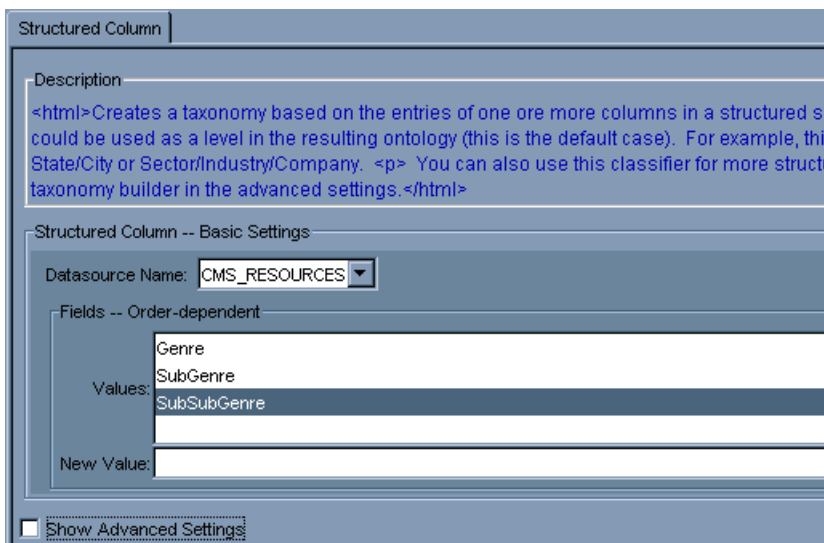 Structured Column
Description
<html>Creates a taxonomy based on the entries of one ore more columns in a structured s
could be used as a level in the resulting ontology (this is the default case).  For example, thi
State/City or Sector/Industry/Company.  <p>  You can also use this classifier for more struct
taxonomy builder in the advanced settings.</html>
Structured Column -- Basic Settings
Datasource Name: CMS_RESOURCES
Fields -- Order-dependent
Genre
SubGenre
Values:
SubSubGenre
New Value:
Show Advanced Settings